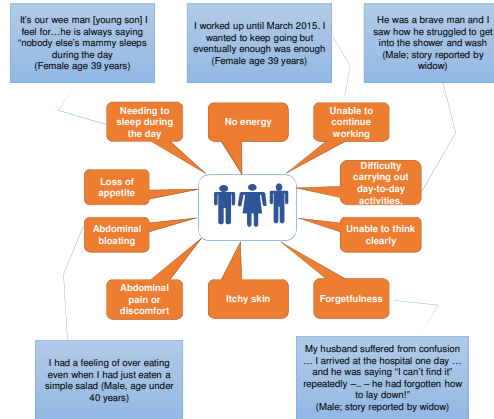 It's our wee man [young son] I
feel for…he is always saying
"nobody else's mammy sleeps
during the day
(Female age 39 years)
I worked up until March 2015. I
wanted to keep going but
eventually enough was enough
(Female age 39 years)
He was a brave man and I
saw how he struggled to get
into the shower and wash
(Male; story reported by
widow)
Needing to
sleep during
the day
No energy
Unable to
continue
working
Loss of
appetite
Difficulty
carrying out
day-to-day
activities,
Abdominal
bloating
Unable to think
clearly
Abdominal
pain or
discomfort
Itchy skin
Forgetfulness
I had a feeling of over eating
even when I had just eaten a
simple salad (Male, age under
40 years)
My husband suffered from confusion
… I arrived at the hospital one day …
and he was saying "I can't find it"
repeatedly –.. – he had forgotten how
to lay down!"
(Male; story reported by widow)